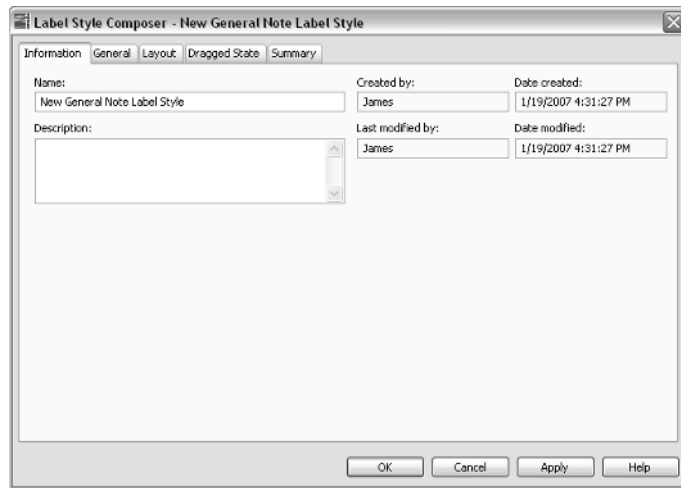 Label Style Composer - New General Note Label Style
Information General Layout Dragged State Summary
Name: Created by: Date created:
New General Note Label Style James 1/19/2007 4:31:27 PM
Description: Last modified by: Date modified:
James 1/19/2007 4:31:27 PM
OK Cancel Apply Help